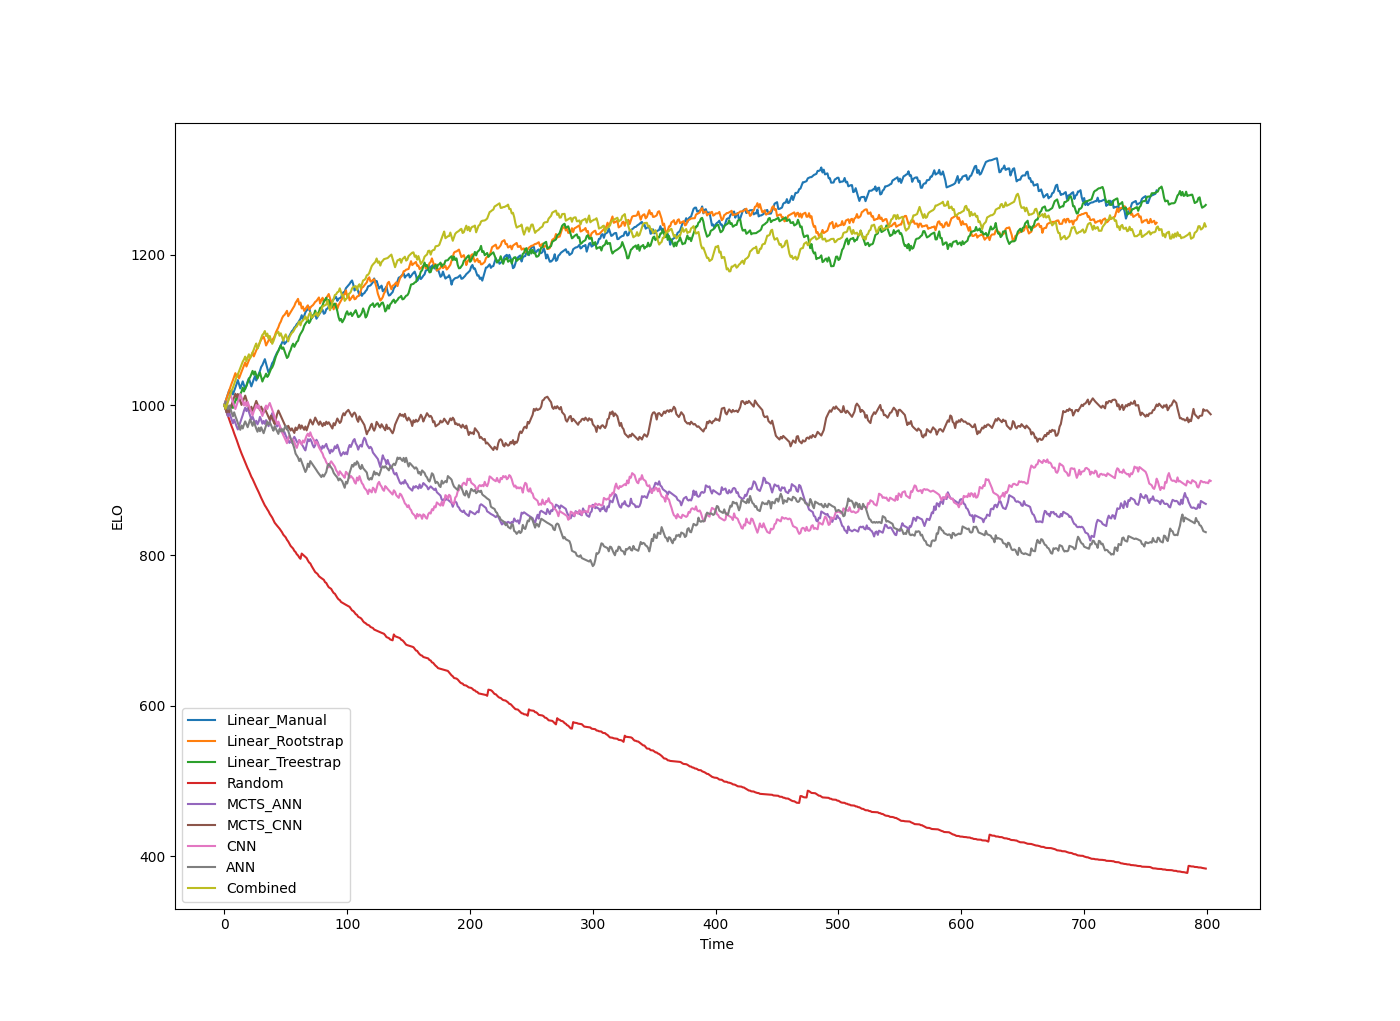 1200
1000
800
600
400
ELO
Linear_Manual
Linear_Rootstrap
Linear_Treestrap
Random
MCTS_ANN
MCTS_CNN
CNN
ANN
Combined
0 100 200 300 400 500 600 700 800
Time